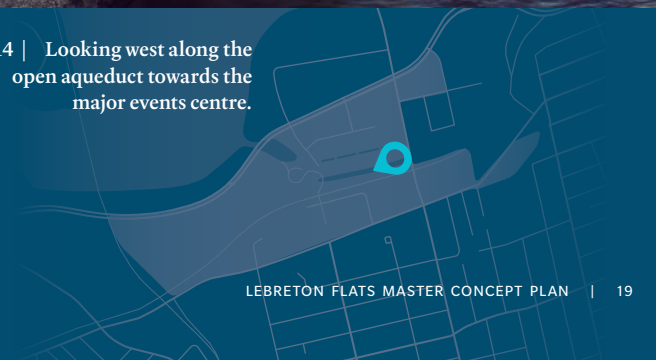 4 | Looking west along the
open aqueduct towards the
major events centre.
LEBRETON FLATS MASTER CONCEPT PLAN | 19